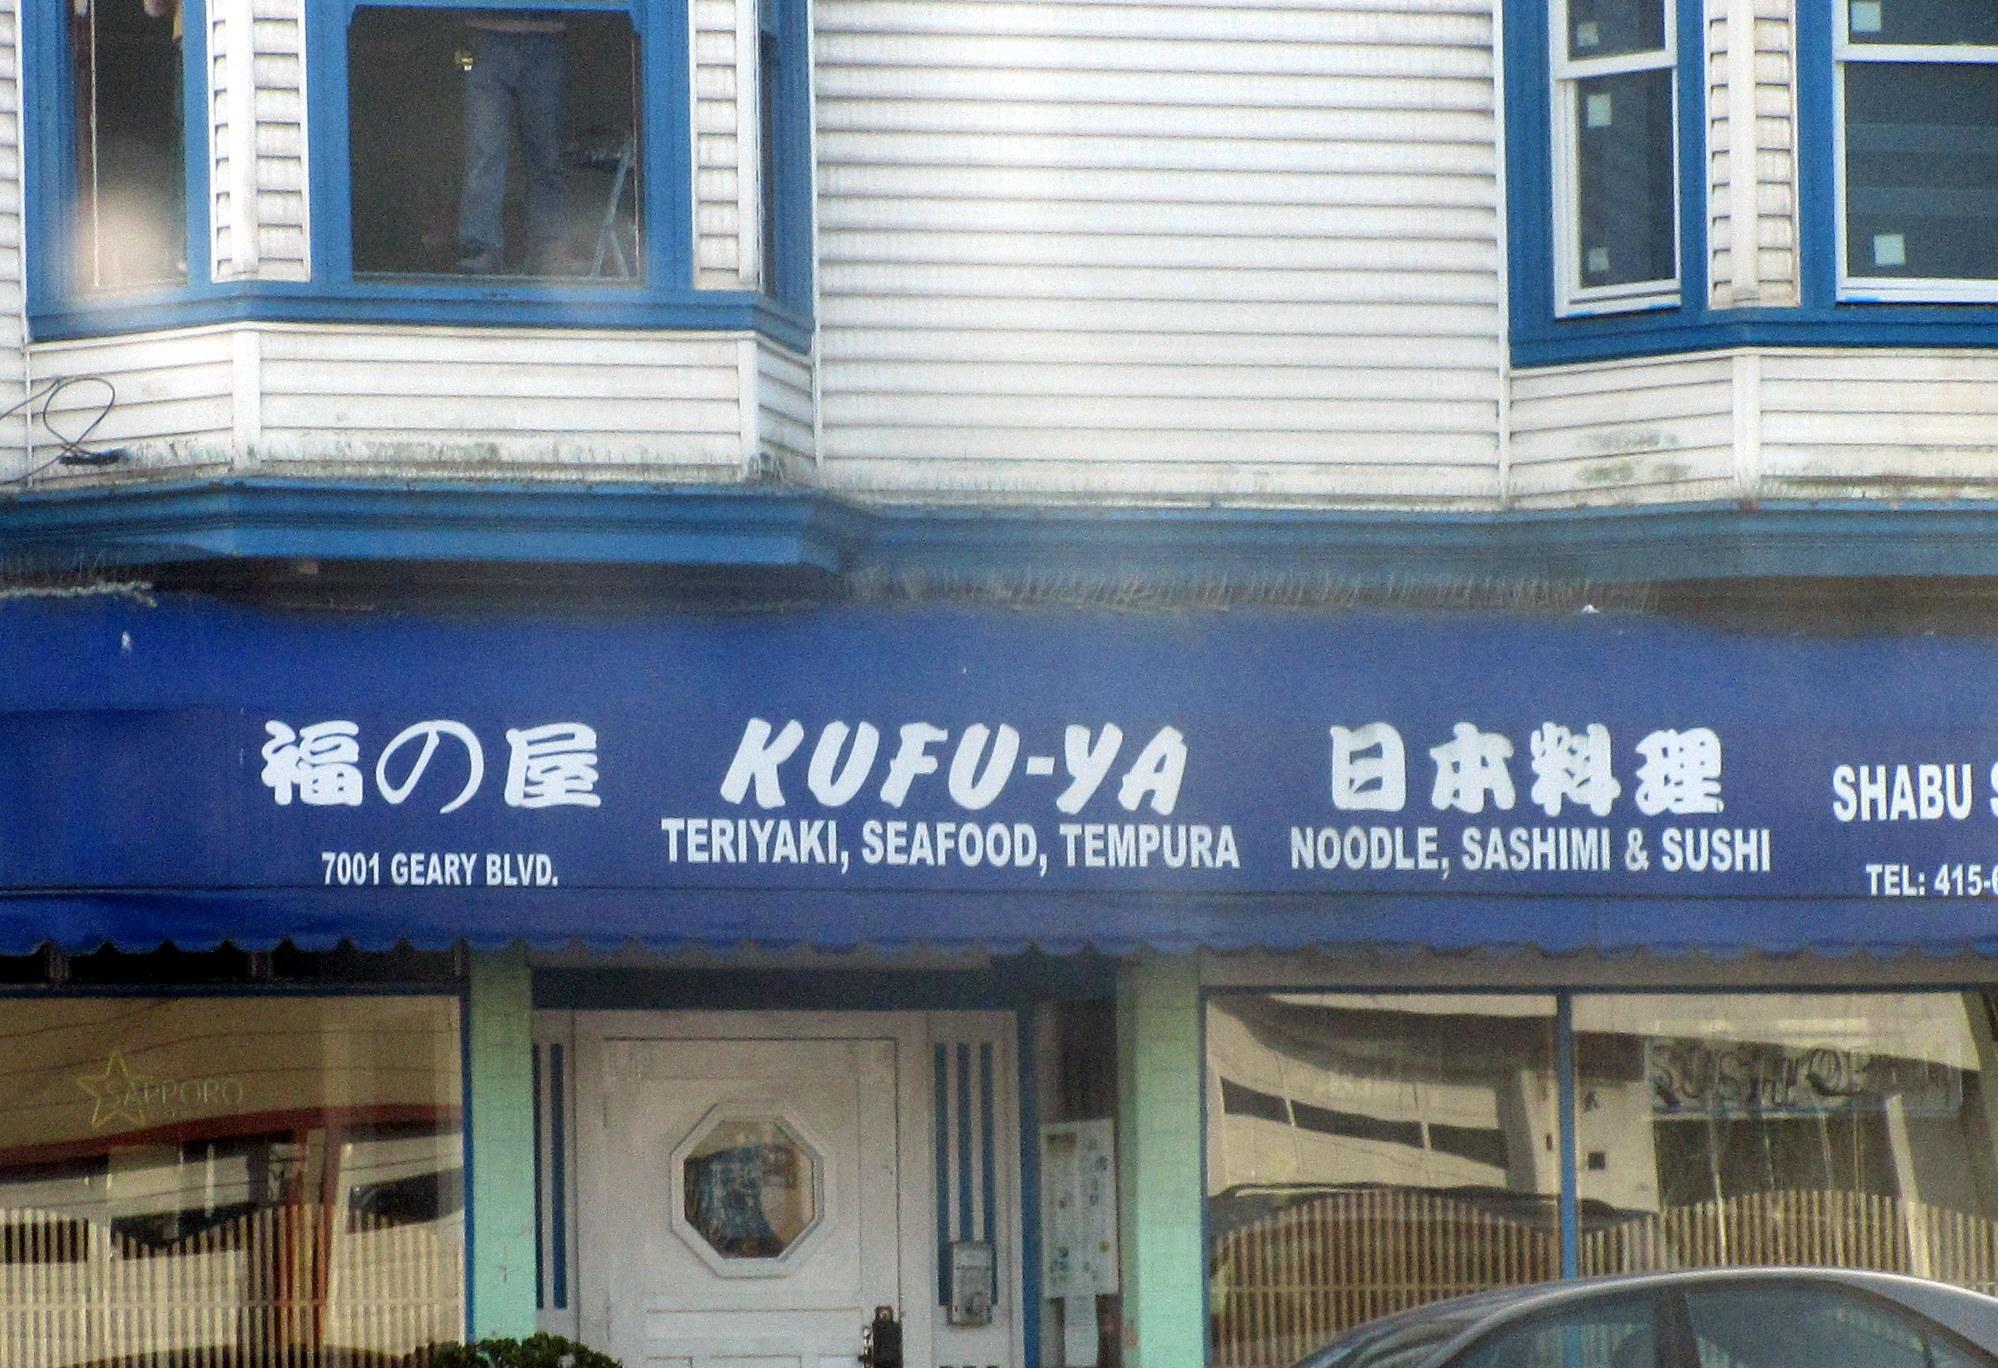 福の屋 KUFU-YA 日本料理
TERIYAKI, SEAFOOD, TEMPURA NOODLE, SASHIMI & SUSHI SHABU
7001 GEARY BLVD. TEL: 415-
SAPPORO